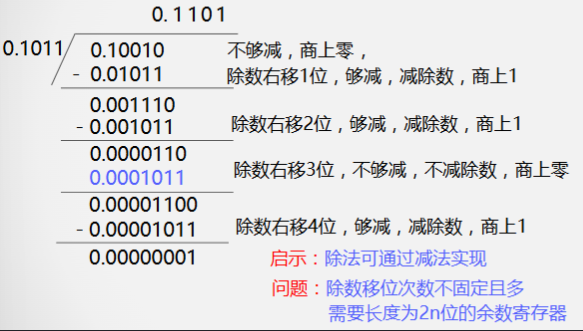 0.1101
0.1011 0.10010 不够减，商上零，
- 0.01011 除数右移1位，够减，减除数，商上1
0.001110
- 0.001011 除数右移2位，够减，减除数，商上1
0.0000110
0.0001011 除数右移3位，不够减，不减除数，商上零
0.00001100
- 0.00001011 除数右移4位，够减，减除数，商上1
0.00000001
启示：除法可通过减法实现
问题：除数移位次数不固定且多
需要长度为2n位的余数寄存器